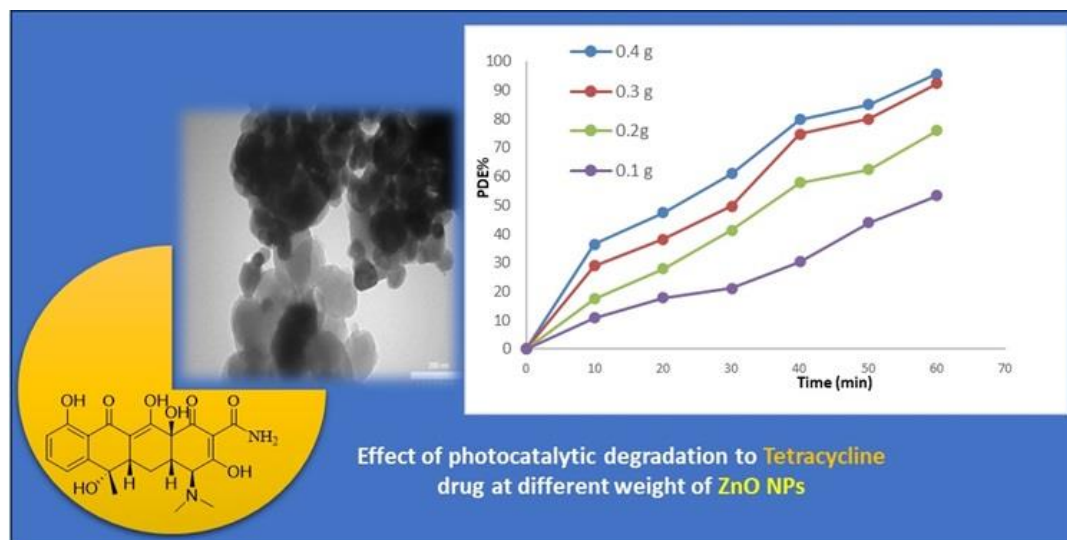 0.4 g
0.3 g
0.2g
0.1 g
100
90
80
70
60
50
40
30
20
10
0
PDE%
0 10 20 30 40 50 60 70
Time (min)
OH O OH OH O O
NH₂
OH
HO H H N
Effect of photocatalytic degradation to Tetracycline
drug at different weight of ZnO NPs